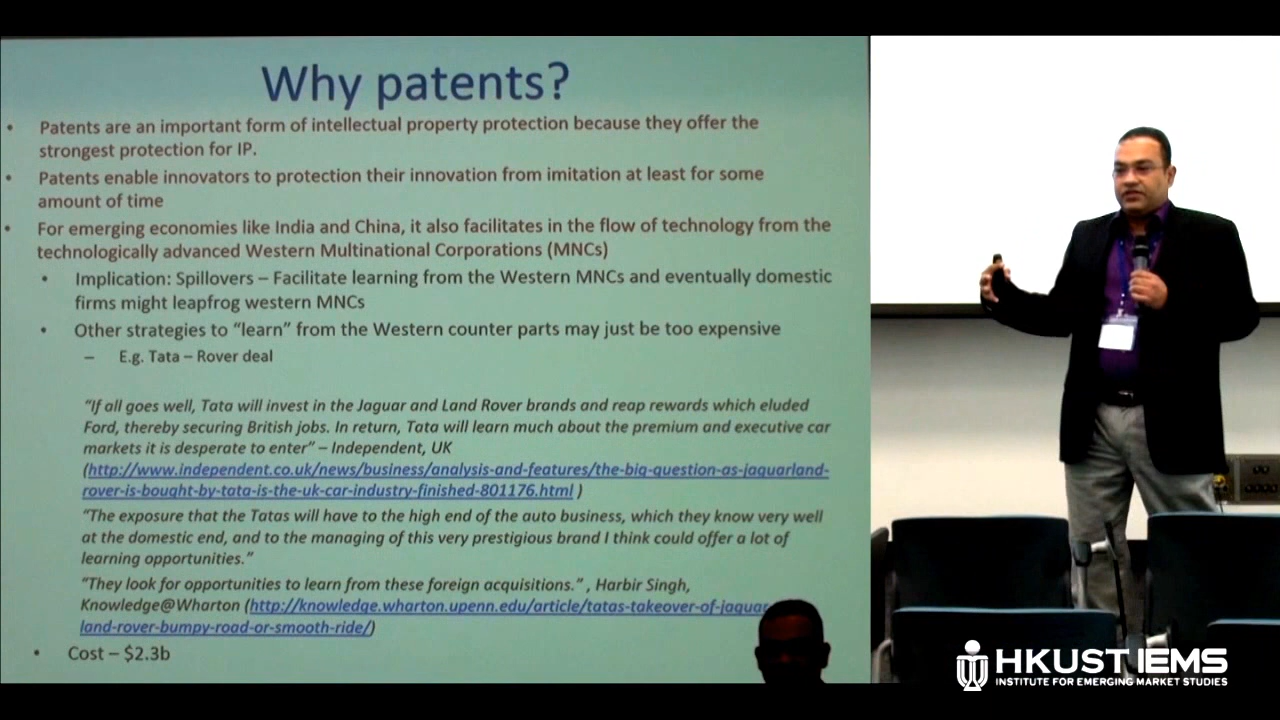 Why patents?
• Patents are an important form of intellectual property protection because they offer the
strongest protection for IP.
• Patents enable innovators to protection their innovation from imitation at least for some
amount of time
• For emerging economies like India and China, it also facilitates in the flow of technology from the
technologically advanced Western Multinational Corporations (MNCs)
• Implication: Spillovers – Facilitate learning from the Western MNCs and eventually domestic
firms might leapfrog western MNCs
• Other strategies to “learn” from the Western counter parts may just be too expensive
– E.g. Tata – Rover deal
“If all goes well, Tata will invest in the Jaguar and Land Rover brands and reap rewards which eluded
Ford, thereby securing British jobs. In return, Tata will learn much about the premium and executive car
markets it is desperate to enter” – Independent, UK
(http://www.independent.co.uk/news/business/analysis-and-features/the-big-question-as-jaguarland-
rover-is-bought-by-tata-is-the-uk-car-industry-finished-801176.html )
“The exposure that the Tatas will have to the high end of the auto business, which they know very well
at the domestic end, and to the managing of this very prestigious brand I think could offer a lot of
learning opportunities.”
“They look for opportunities to learn from these foreign acquisitions.” , Harbir Singh,
Knowledge@Wharton (http://knowledge.wharton.upenn.edu/article/tatas-takeover-of-jaguar
land-rover-bumpy-road-or-smooth-ride/)
• Cost – $2.3b
HKUST IEMS
INSTITUTE FOR EMERGING MARKET STUDIES